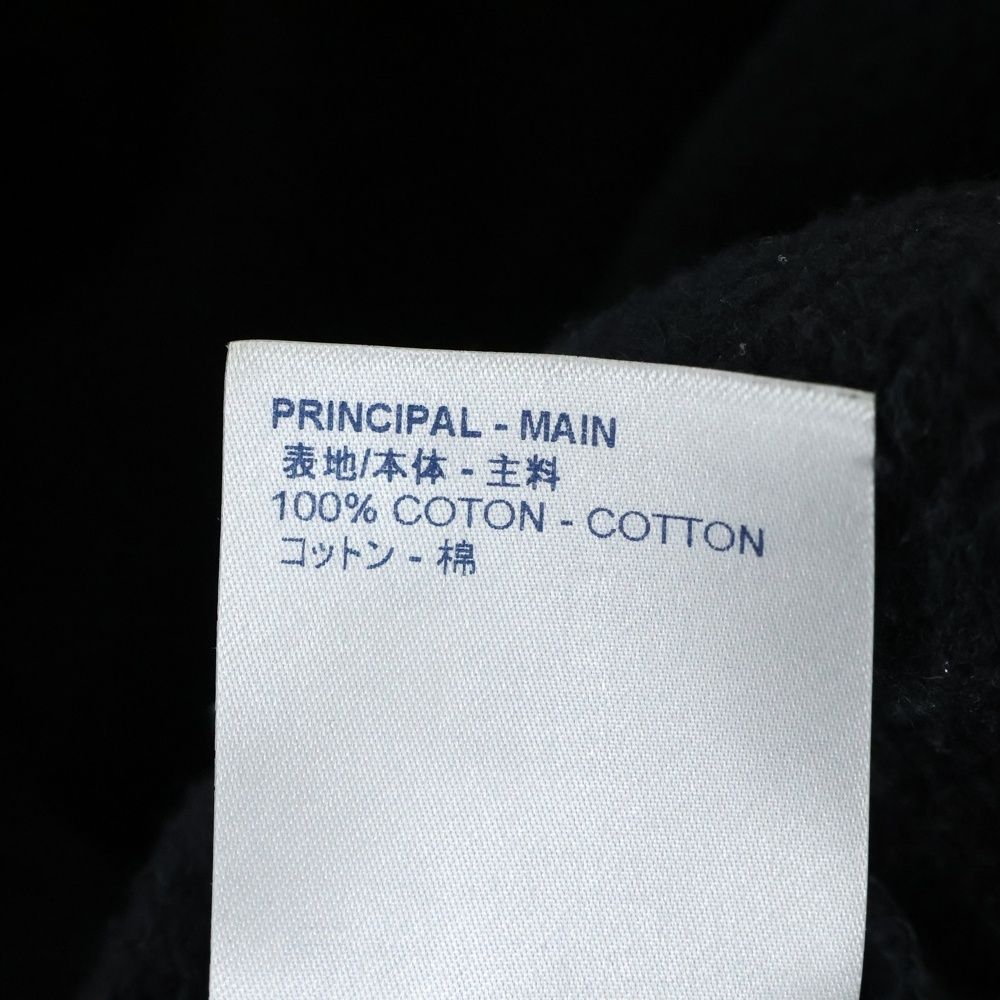 PRINCIPAL - MAIN
表地/本体 - 主料
100% COTON - COTTON
コットン - 棉